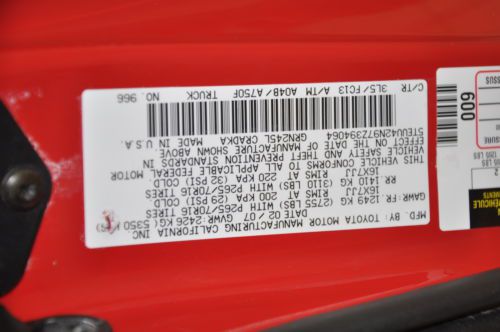 MFD. BY: TOYOTA MOTOR MANUFACTURING CALIFORNIA INC.
DATE 02 / 07 GVWR: 2426 KG 5350
GAWR: FR: 1249 KG (2755 LBS) WITH P265/70R16 TIRES
16X7JJ RIMS AT 200 KPA (29 PSI) COLD
RR: 1410 KG (3110 LBS) WITH P265/70R16 TIRES
16X7JJ RIMS AT 220 KPA (32 PSI) COLD
THIS VEHICLE CONFORMS TO ALL APPLICABLE FEDERAL MOTOR
VEHICLE SAFETY AND THEFT PREVENTION STANDARDS IN
EFFECT ON THE DATE OF MANUFACTURE SHOWN ABOVE
5TEUU42N97Z394064 GRN245L CRADKA MADE IN U.S.A.
C/TR 3L5/FC13 A/TM A04B/A750F TRUCK NO. 966
VÉHICULE
2
600